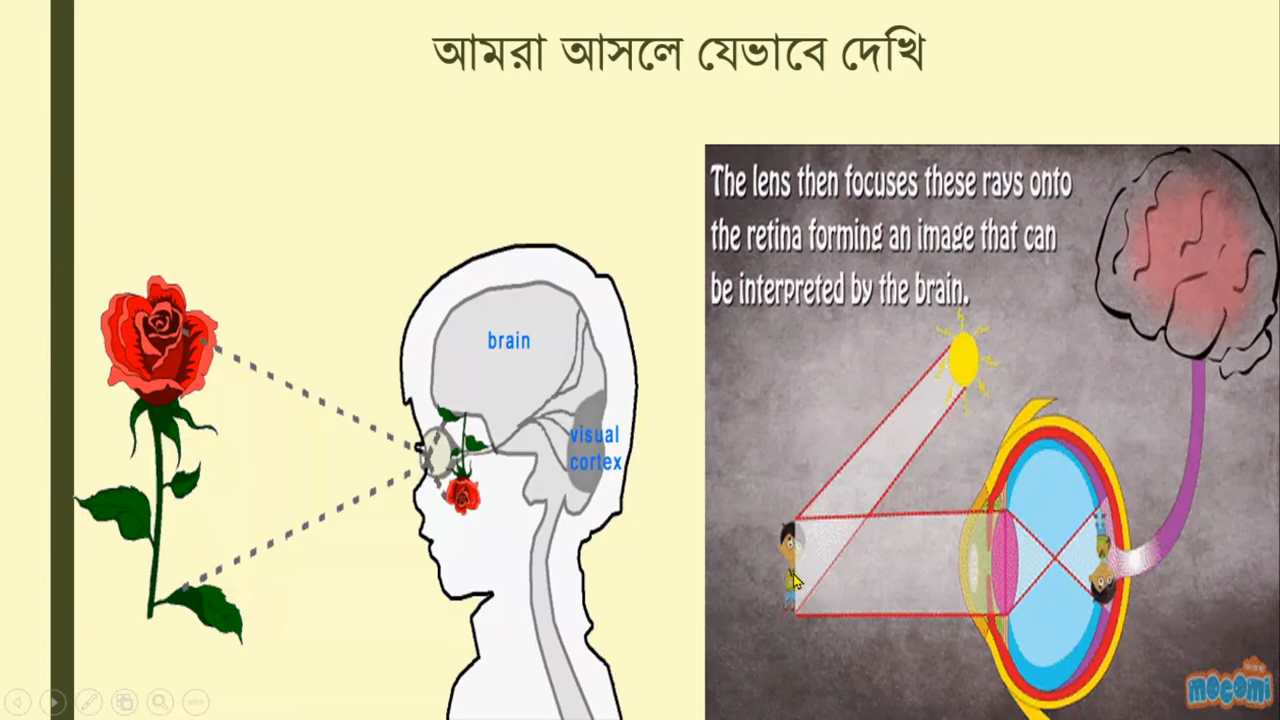 আমরা আসলে যেভাবে দেখি
The lens then focuses these rays onto
the retina forming an image that can
be interpreted by the brain.
brain
visual
cortex
mocomi